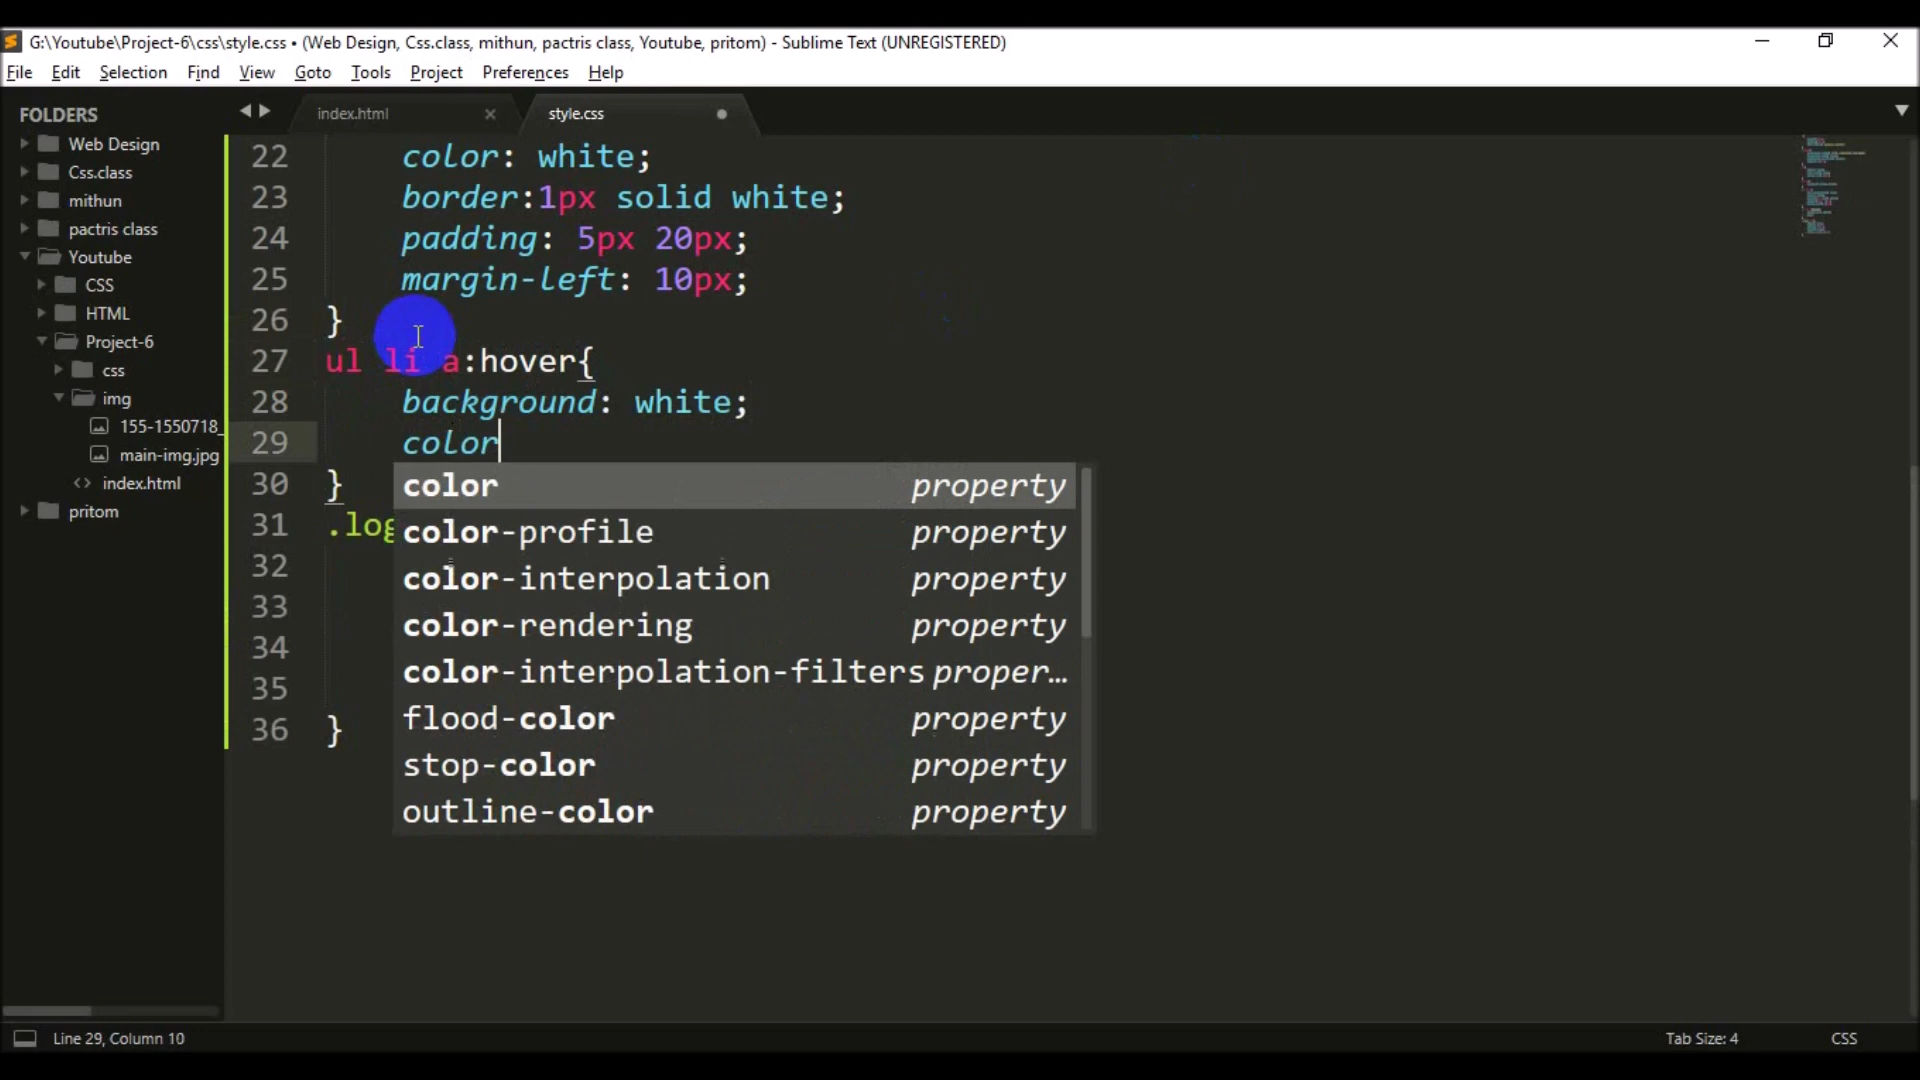 G:\Youtube\Project-6\css\style.css • (Web Design, Css.class, mithun, pactris class, Youtube, pritom) - Sublime Text (UNREGISTERED)
File Edit Selection Find View Goto Tools Project Preferences Help
FOLDERS
Web Design
Css.class
mithun
pactris class
Youtube
CSS
HTML
Project-6
css
img
155-1550718_
main-img.jpg
index.html
pritom
index.html style.css
22 color: white;
23 border:1px solid white;
24 padding: 5px 20px;
25 margin-left: 10px;
26 }
27 ul li a:hover{
28 background: white;
29 color
30 }
31 .log
32
33
34
35
36 }
color property
color-profile property
color-interpolation property
color-rendering property
color-interpolation-filters proper…
flood-color property
stop-color property
outline-color property
Line 29, Column 10 Tab Size: 4 CSS